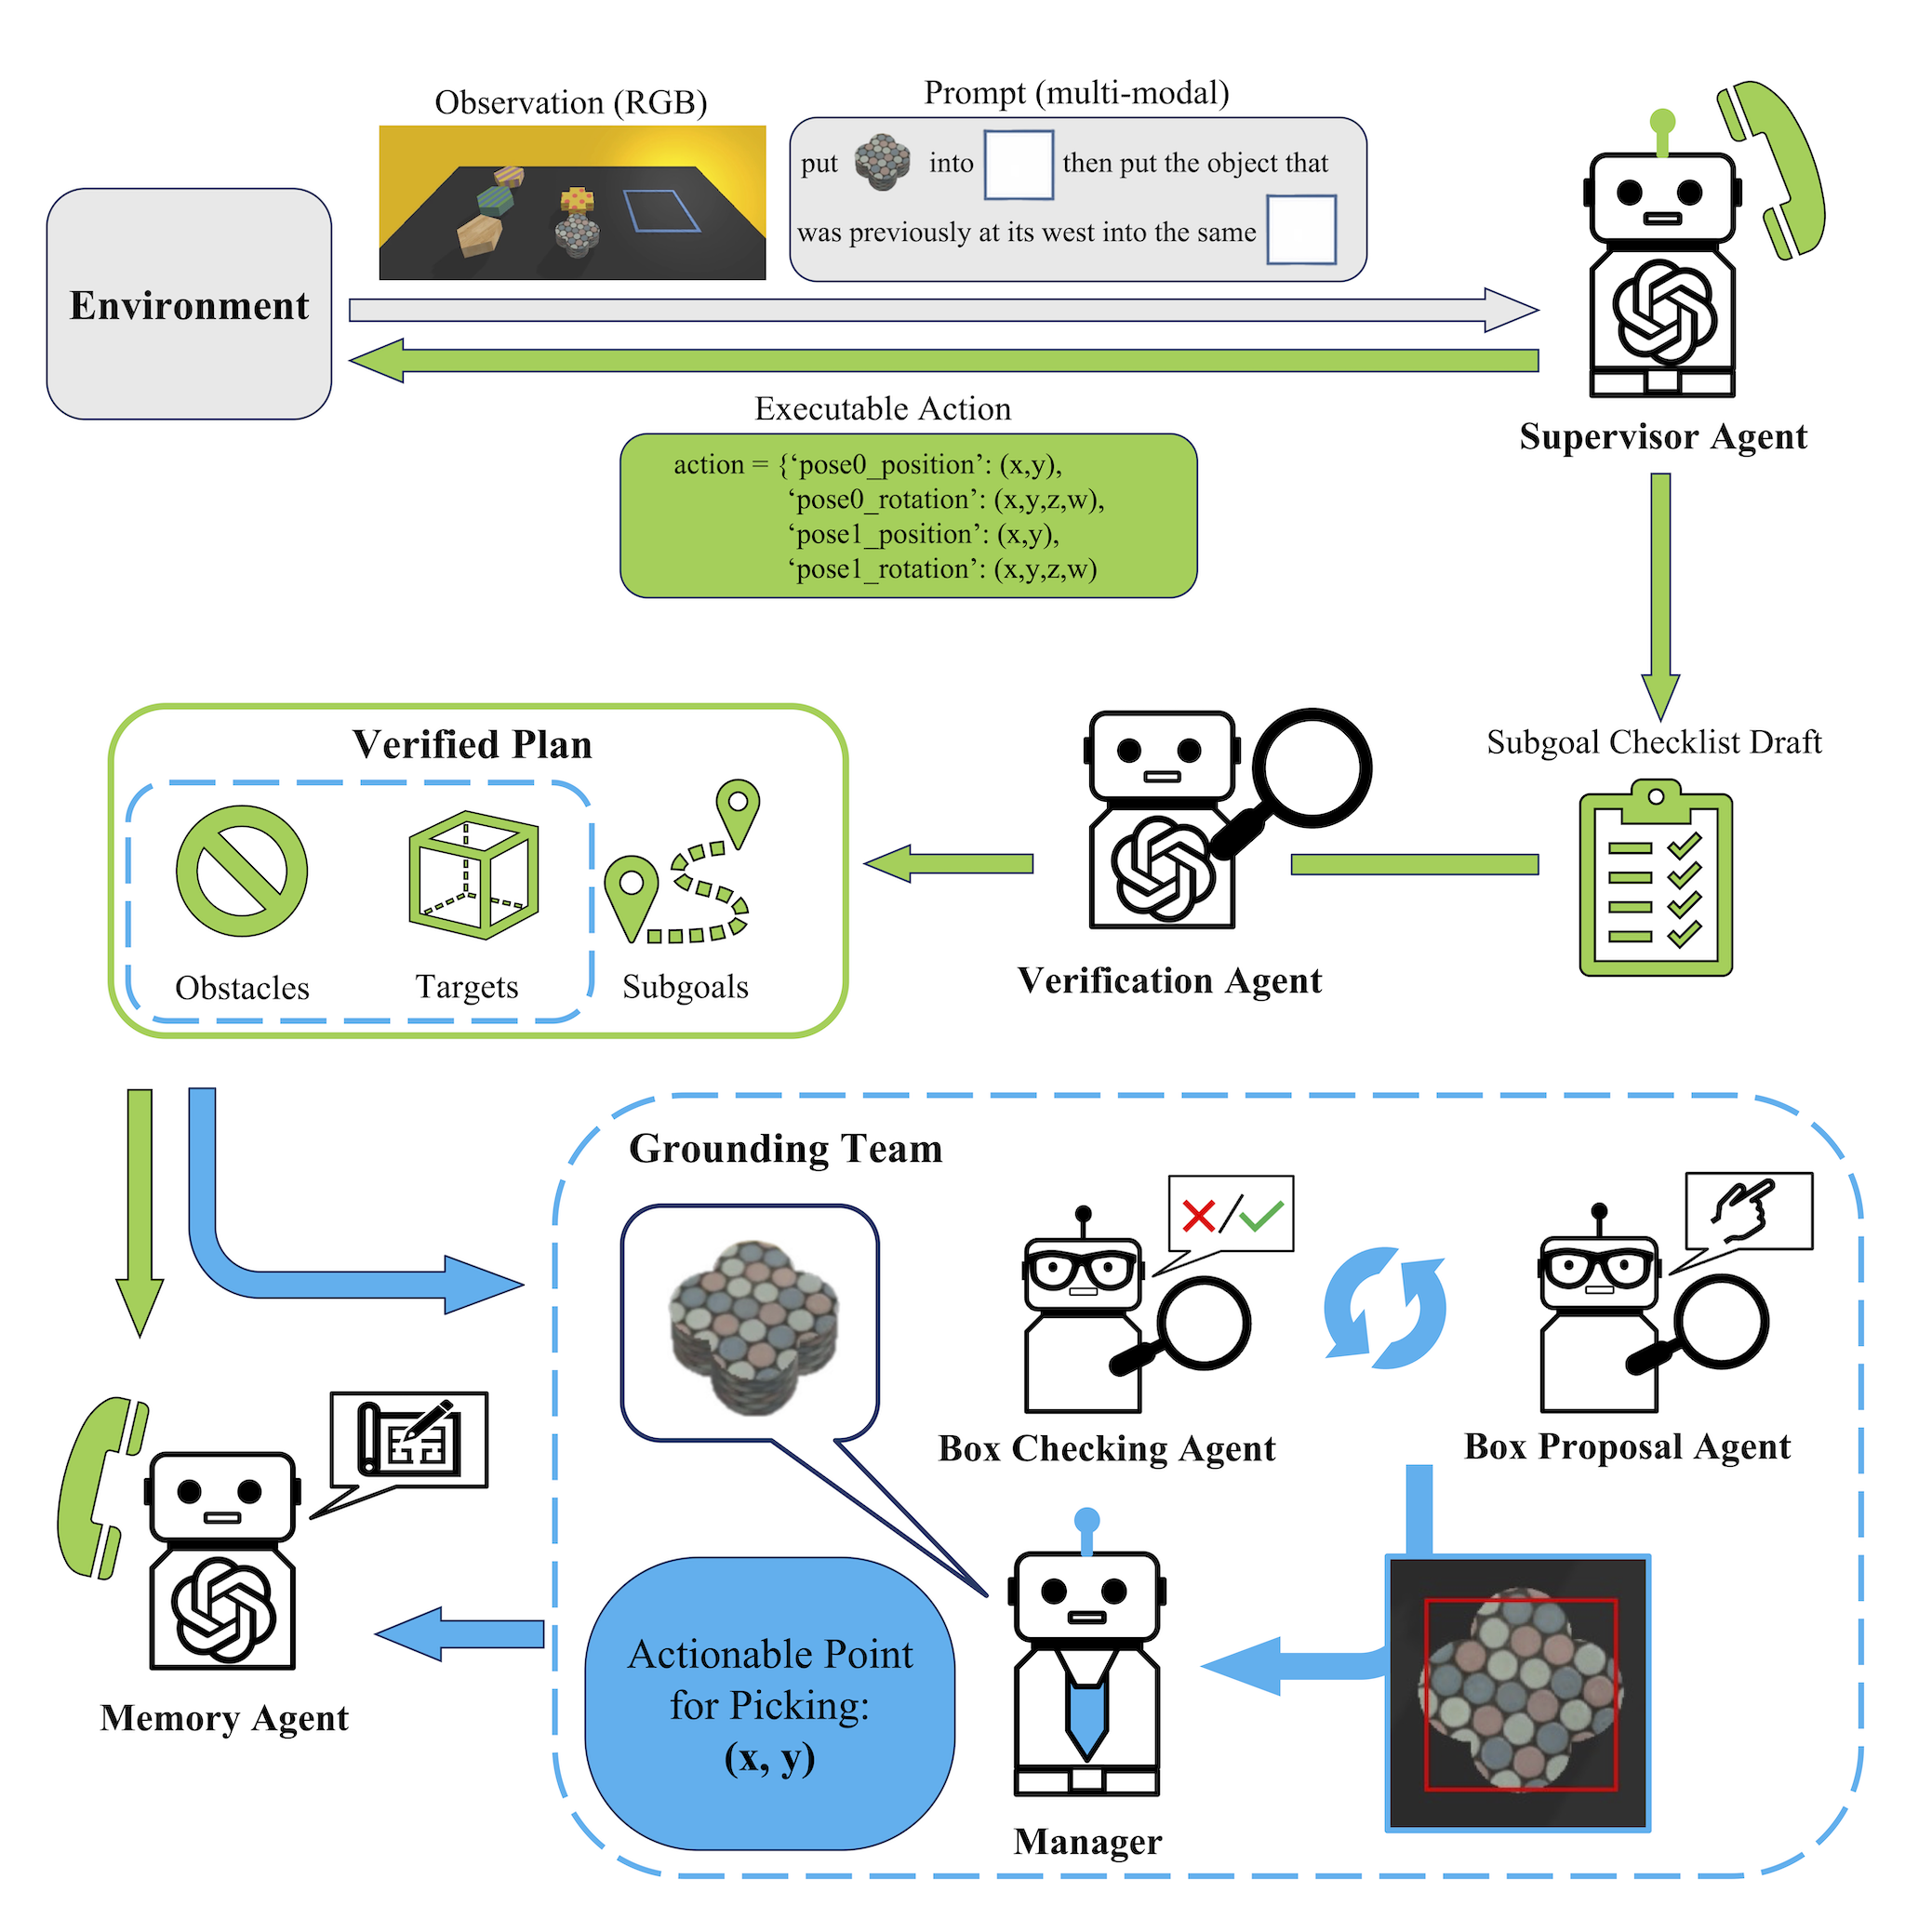 Observation (RGB)
Prompt (multi-modal)
put into then put the object that
was previously at its west into the same
Environment
Executable Action
action = {‘pose0_position’: (x,y),
‘pose0_rotation’: (x,y,z,w),
‘pose1_position’: (x,y),
‘pose1_rotation’: (x,y,z,w)
Supervisor Agent
Subgoal Checklist Draft
Verified Plan
Obstacles
Targets
Subgoals
Verification Agent
Grounding Team
Box Checking Agent
Box Proposal Agent
Memory Agent
Actionable Point
for Picking:
(x, y)
Manager